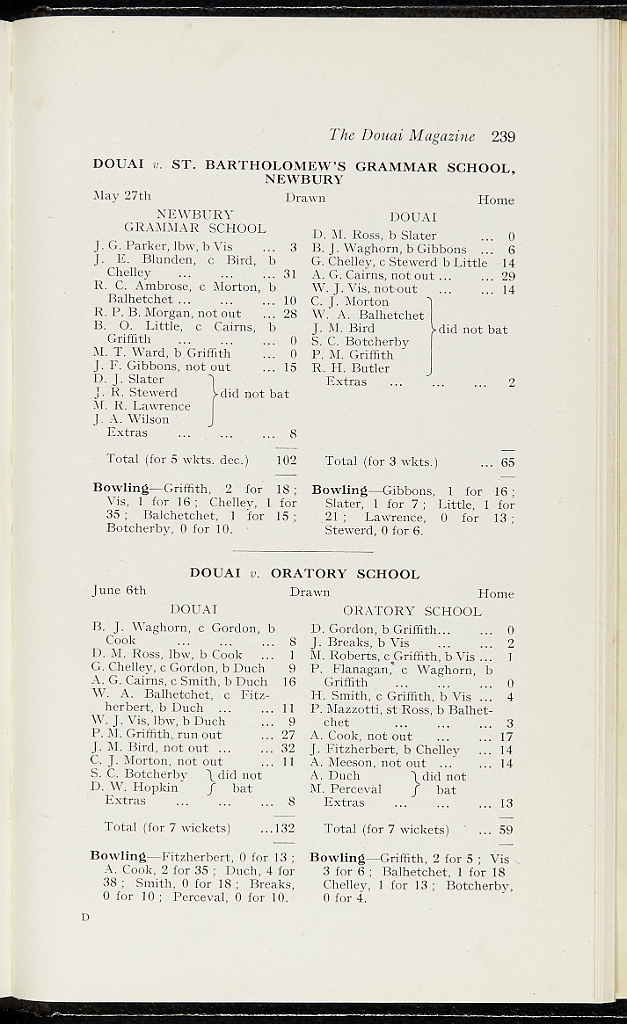 The Douai Magazine 239
DOUAI v. ST. BARTHOLOMEW'S GRAMMAR SCHOOL,
NEWBURY
May 27th Drawn Home
NEWBURY
GRAMMAR SCHOOL
J. G. Parker, lbw, b Vis ... 3
J. E. Blunden, c Bird, b
Chelley ... ... ... 31
R. C. Ambrose, c Morton, b
Balhetchet ... ... ... 10
R. P. B. Morgan, not out ... 28
B. O. Little, c Cairns, b
Griffith ... ... ... 0
M. T. Ward, b Griffith ... 0
J. F. Gibbons, not out ... 15
D. J. Slater
J. R. Stewerd } did not bat
M. R. Lawrence
J. A. Wilson
Extras ... ... ... 8
Total (for 5 wkts. dec.) 102
Bowling—Griffith, 2 for 18 ;
Vis, 1 for 16 ; Chelley, 1 for
35 ; Balchetchet, 1 for 15 ;
Botcherby, 0 for 10.
DOUAI
D. M. Ross, b Slater ... 0
B. J. Waghorn, b Gibbons ... 6
G. Chelley, c Stewerd b Little 14
A. G. Cairns, not out ... ... 29
W. J. Vis, not out ... ... 14
C. J. Morton
W. A. Balhetchet
J. M. Bird } did not bat
S. C. Botcherby
P. M. Griffith
R. H. Butler
Extras ... ... ... 2
Total (for 3 wkts.) ... 65
Bowling—Gibbons, 1 for 16 ;
Slater, 1 for 7 ; Little, 1 for
21 ; Lawrence, 0 for 13 ;
Stewerd, 0 for 6.
DOUAI v. ORATORY SCHOOL
June 6th Drawn Home
DOUAI
B. J. Waghorn, c Gordon, b
Cook ... ... ... 8
D. M. Ross, lbw, b Cook ... 1
G. Chelley, c Gordon, b Duch 9
A. G. Cairns, c Smith, b Duch 16
W. A. Balhetchet, c Fitz-
herbert, b Duch ... ... 11
W. J. Vis, lbw, b Duch ... 9
P. M. Griffith, run out ... 27
J. M. Bird, not out ... ... 32
C. J. Morton, not out ... 11
S. C. Botcherby } did not
D. W. Hopkin } bat
Extras ... ... ... 8
Total (for 7 wickets) ...132
Bowling—Fitzherbert, 0 for 13 ;
A. Cook, 2 for 35 ; Duch, 4 for
38 ; Smith, 0 for 18 ; Breaks,
0 for 10 ; Perceval, 0 for 10.
ORATORY SCHOOL
D. Gordon, b Griffith... ... 0
J. Breaks, b Vis ... ... 2
M. Roberts, c Griffith, b Vis ... 1
P. Flanagan, c Waghorn, b
Griffith ... ... ... 0
H. Smith, c Griffith, b Vis ... 4
P. Mazzotti, st Ross, b Balhet-
chet ... ... ... 3
A. Cook, not out ... ... 17
J. Fitzherbert, b Chelley ... 14
A. Meeson, not out ... ... 14
A. Duch } did not
M. Perceval } bat
Extras ... ... ... 13
Total (for 7 wickets) ... 59
Bowling—Griffith, 2 for 5 ; Vis
3 for 6 ; Balhetchet, 1 for 18
Chelley, 1 for 13 ; Botcherby,
0 for 4.
D